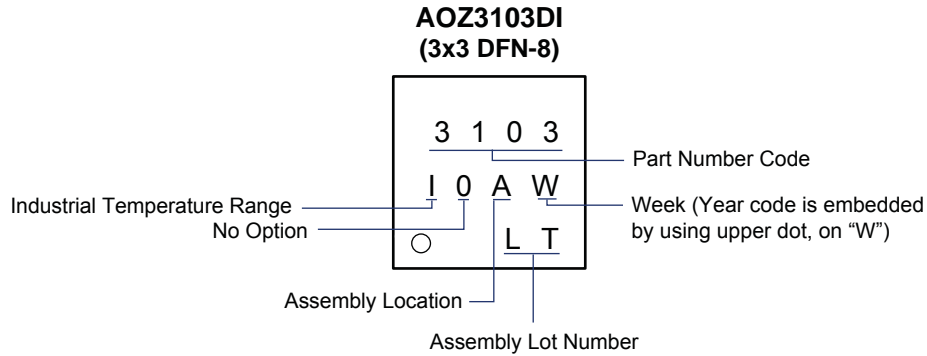 AOZ3103DI
(3x3 DFN-8)
3 1 0 3
Part Number Code
I 0 A W
Industrial Temperature Range
No Option
Week (Year code is embedded
by using upper dot, on “W”)
L T
Assembly Location
Assembly Lot Number